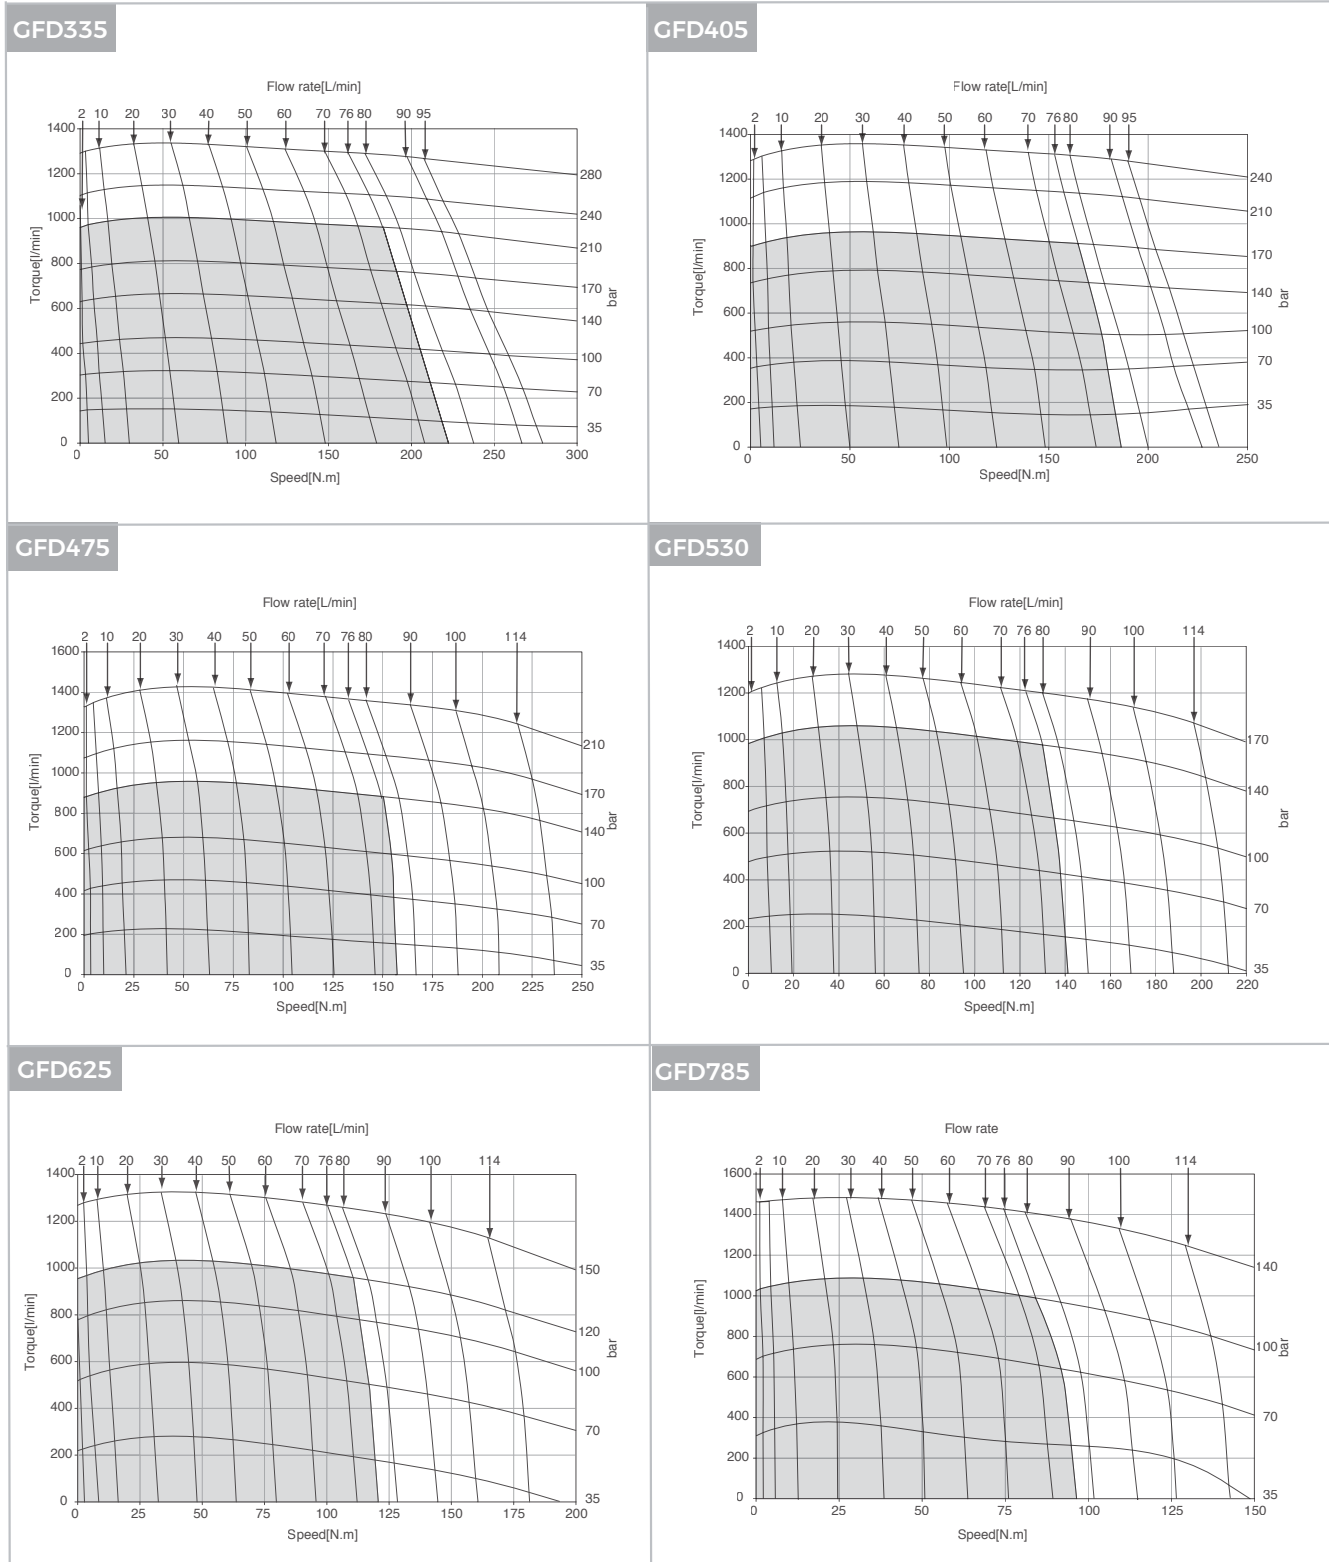 GFD335
Flow rate[L/min]
2 10 20 30 40 50 60 70 76 80 90 95
1400
1200
1000
800
600
400
200
0
Torque[l/min]
280
240
210
170
140
100
70
35
bar
0 50 100 150 200 250 300
Speed[N.m]
GFD405
Flow rate[L/min]
2 10 20 30 40 50 60 70 76 80 90 95
1400
1200
1000
800
600
400
200
0
Torque[l/min]
240
210
170
140
100
70
35
bar
0 50 100 150 200 250
Speed[N.m]
GFD475
Flow rate[L/min]
2 10 20 30 40 50 60 70 76 80 90 100 114
1600
1400
1200
1000
800
600
400
200
0
Torque[l/min]
210
170
140
100
70
35
bar
0 25 50 75 100 125 150 175 200 225 250
Speed[N.m]
GFD530
Flow rate[L/min]
2 10 20 30 40 50 60 70 76 80 90 100 114
1400
1200
1000
800
600
400
200
0
Torque[l/min]
170
140
100
70
35
bar
0 20 40 60 80 100 120 140 160 180 200 220
Speed[N.m]
GFD625
Flow rate[L/min]
2 10 20 30 40 50 60 70 76 80 90 100 114
1400
1200
1000
800
600
400
200
0
Torque[l/min]
150
120
100
70
35
bar
0 25 50 75 100 125 150 175 200
Speed[N.m]
GFD785
Flow rate
2 10 20 30 40 50 60 70 76 80 90 100 114
1600
1400
1200
1000
800
600
400
200
0
Torque[l/min]
140
100
70
35
bar
0 25 50 75 100 125 150
Speed[N.m]